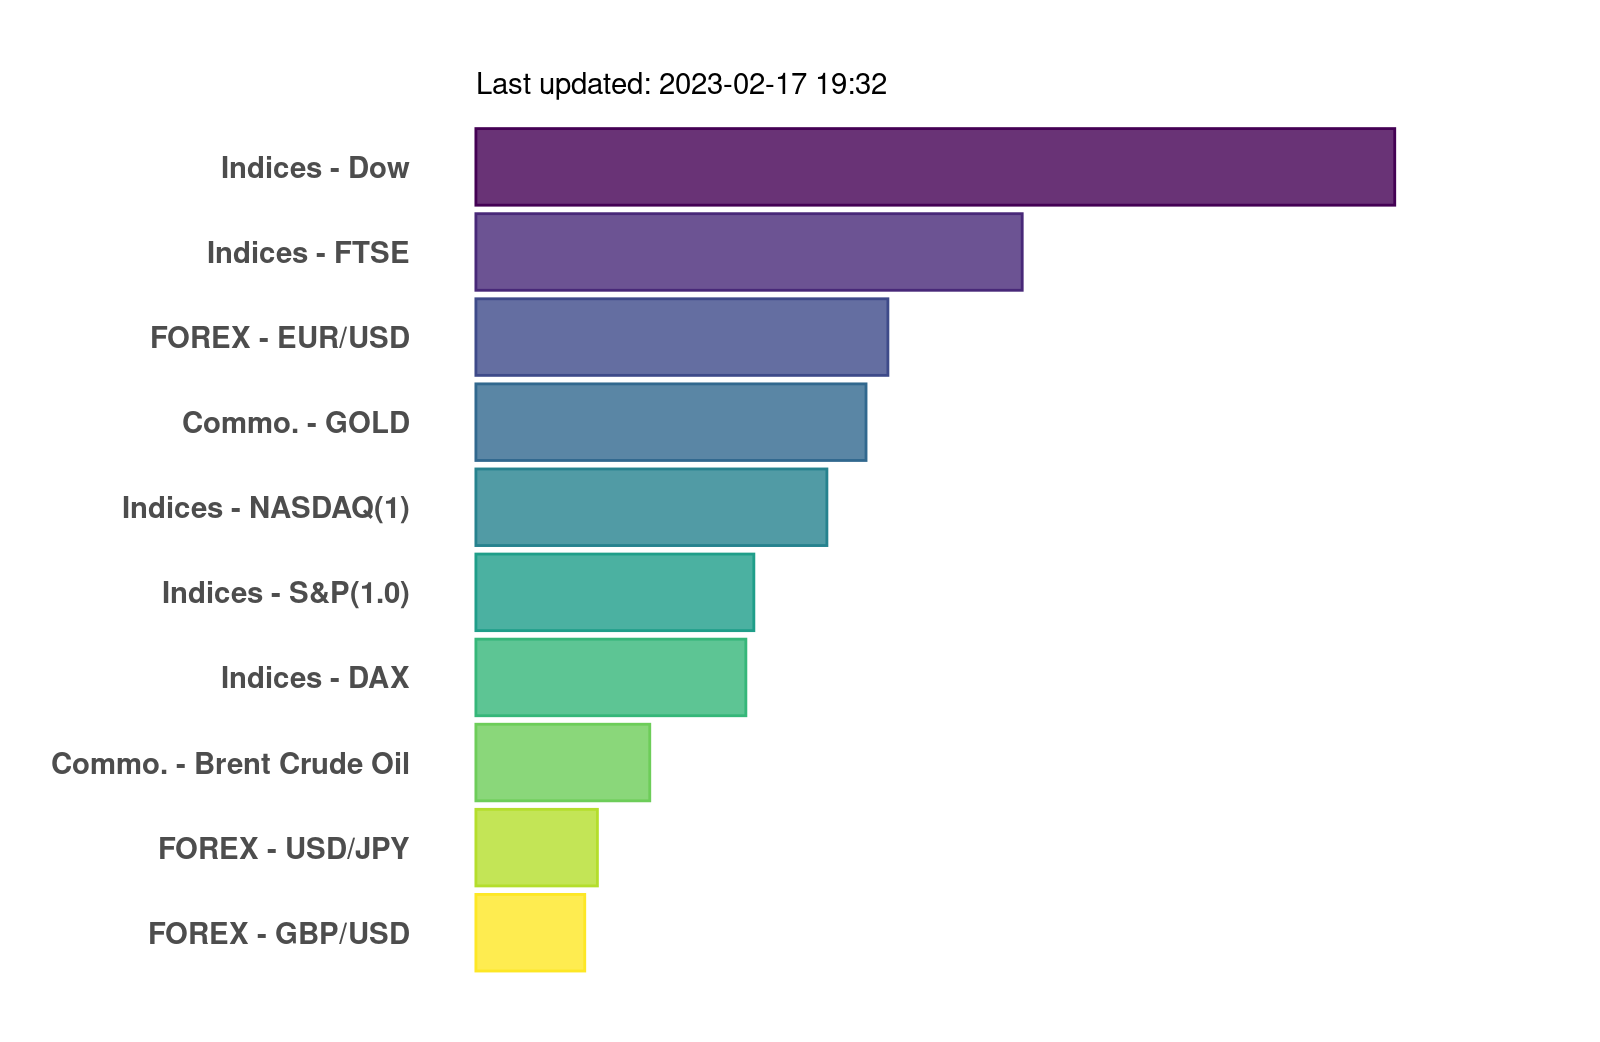 Last updated: 2023-02-17 19:32
Indices - Dow
Indices - FTSE
FOREX - EUR/USD
Commo. - GOLD
Indices - NASDAQ(1)
Indices - S&P(1.0)
Indices - DAX
Commo. - Brent Crude Oil
FOREX - USD/JPY
FOREX - GBP/USD